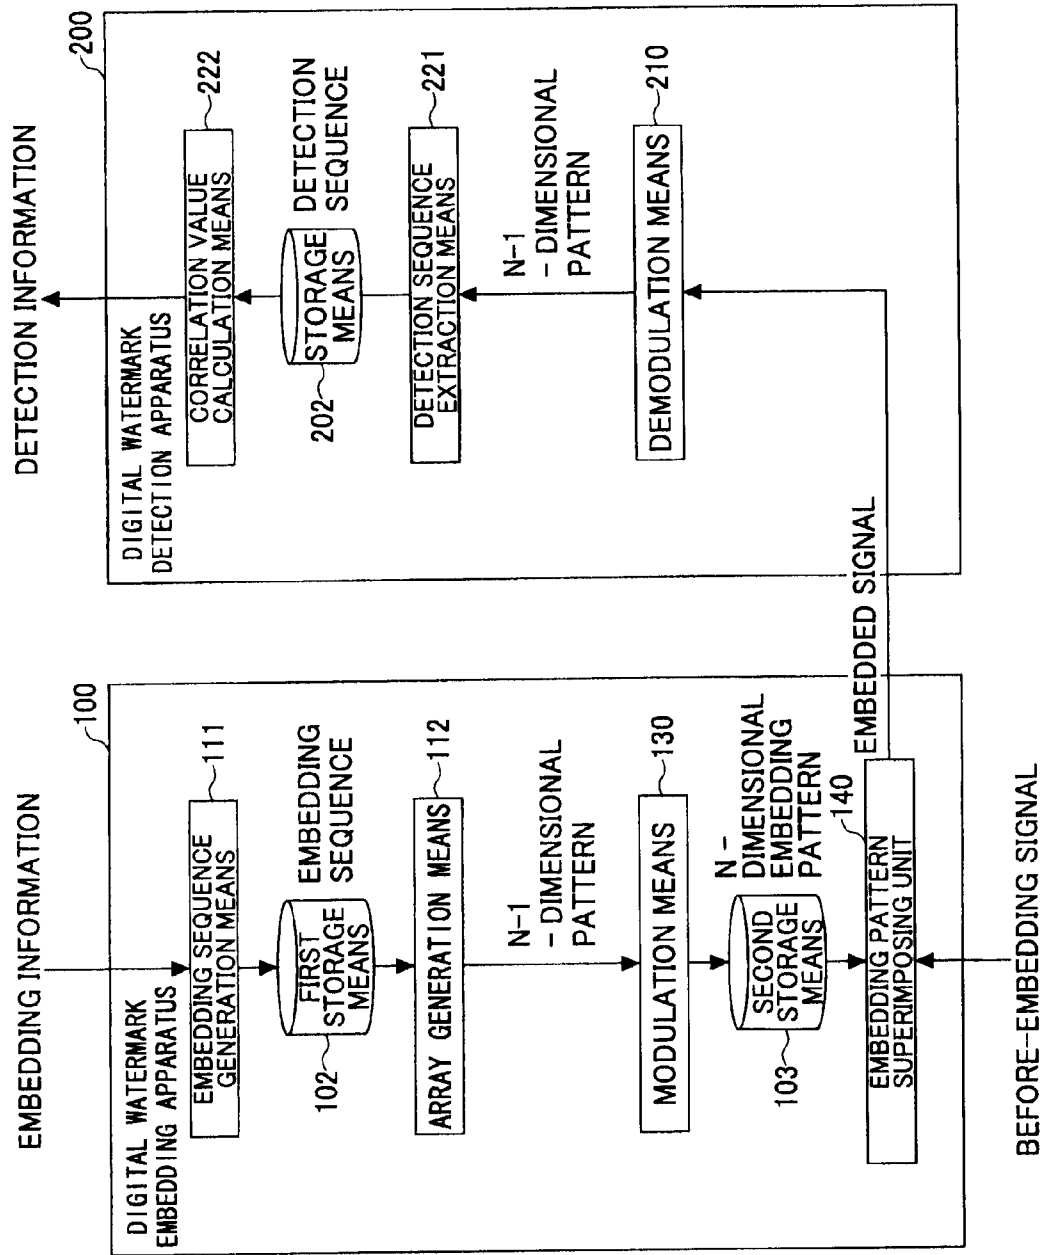 EMBEDDING INFORMATION
100
DIGITAL WATERMARK
EMBEDDING APPARATUS
EMBEDDING SEQUENCE
GENERATION MEANS
111
FIRST
STORAGE
MEANS
102
EMBEDDING
SEQUENCE
ARRAY GENERATION MEANS
112
N-1
- DIMENSIONAL
PATTERN
MODULATION MEANS
130
SECOND
STORAGE
MEANS
103
N -
DIMENSIONAL
EMBEDDING
PATTERN
140
EMBEDDING PATTERN
SUPERIMPOSING UNIT
BEFORE-EMBEDDING SIGNAL
EMBEDDED SIGNAL
DETECTION INFORMATION
200
DIGITAL WATERMARK
DETECTION APPARATUS
CORRELATION VALUE
CALCULATION MEANS
222
STORAGE
MEANS
202
DETECTION
SEQUENCE
DETECTION SEQUENCE
EXTRACTION MEANS
221
N-1
- DIMENSIONAL
PATTERN
DEMODULATION MEANS
210